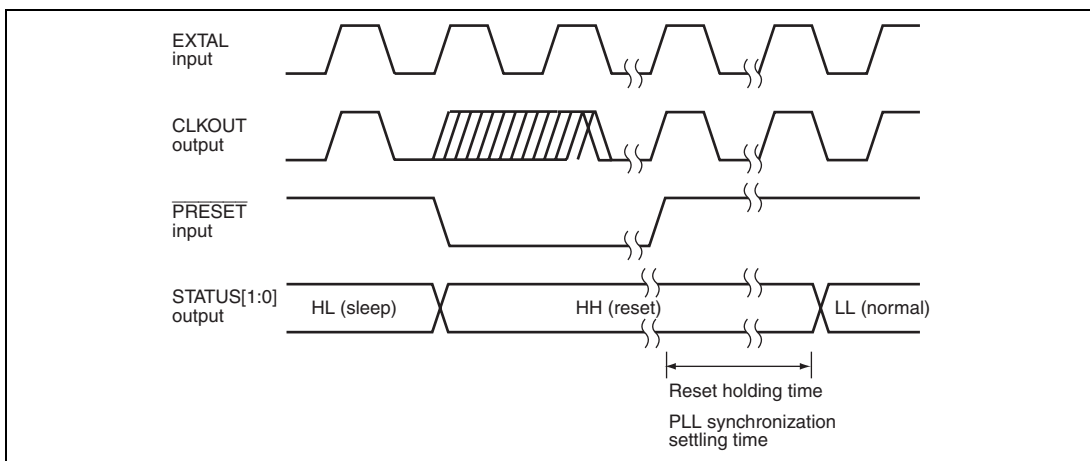 EXTAL
input
CLKOUT
output
PRESET
input
STATUS[1:0]
output
HL (sleep)
HH (reset)
LL (normal)
Reset holding time
PLL synchronization
settling time